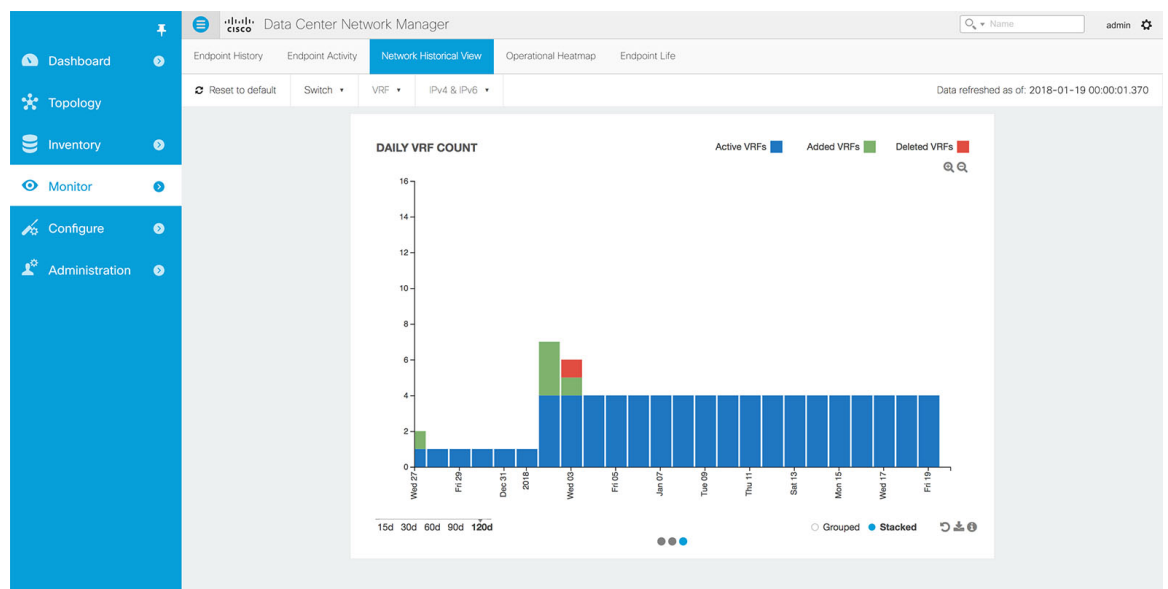 cisco Data Center Network Manager
Name
admin
Dashboard
Topology
Inventory
Monitor
Configure
Administration
Endpoint History Endpoint Activity Network Historical View Operational Heatmap Endpoint Life
Reset to default Switch VRF IPv4 & IPv6 Data refreshed as of: 2018-01-19 00:00:01.370
DAILY VRF COUNT
Active VRFs Added VRFs Deleted VRFs
16
14
12
10
8
6
4
2
0
Wed 27 Fri 29 Dec 31 2018 Wed 03 Fri 05 Jan 07 Tue 09 Thu 11 Sat 13 Mon 15 Wed 17 Fri 19
15d 30d 60d 90d 120d
Grouped Stacked